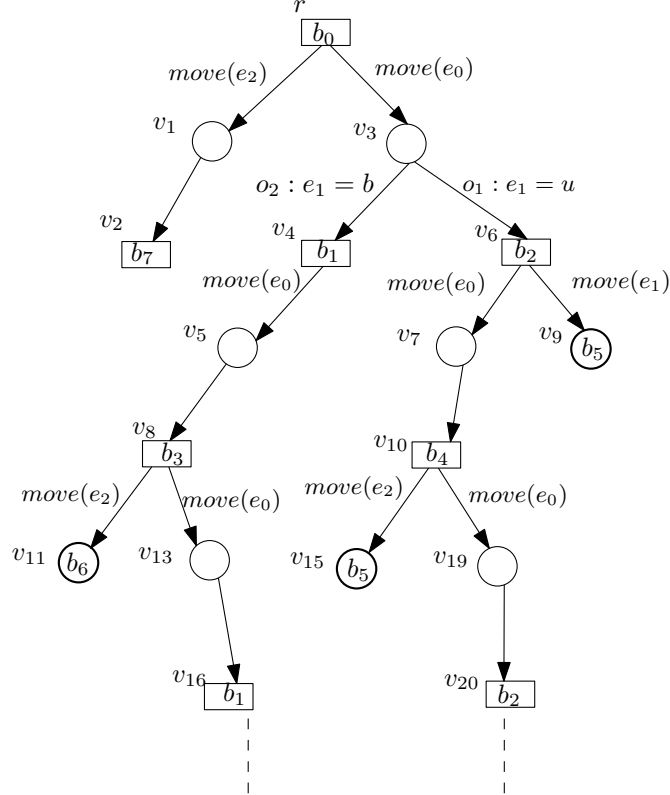 r
b₀
move(e₂) move(e₀)
v₁ v₃
o₂ : e₁ = b o₁ : e₁ = u
v₂ v₄ v₆
b₇ b₁ b₂
move(e₀) move(e₀) move(e₁)
v₅ v₇ v₉ b₅
v₈ v₁₀
b₃ b₄
move(e₂) move(e₀) move(e₂) move(e₀)
v₁₁ b₆ v₁₃ v₁₅ b₅ v₁₉
v₁₆ b₁ v₂₀ b₂